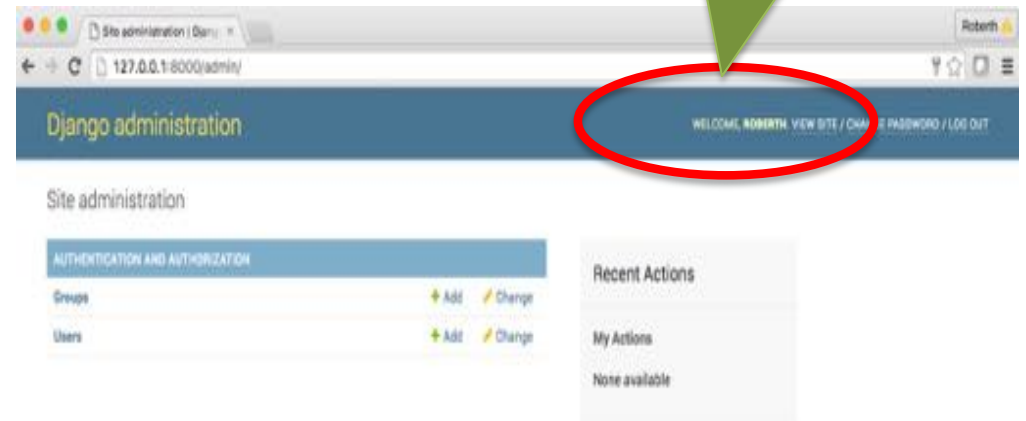 Site administration | Djang
Roberth
127.0.0.1:8000/admin/
Django administration
WELCOME, ROBERTH. VIEW SITE / CHANGE PASSWORD / LOG OUT
Site administration
AUTHENTICATION AND AUTHORIZATION
Groups
Add
Change
Users
Add
Change
Recent Actions
My Actions
None available